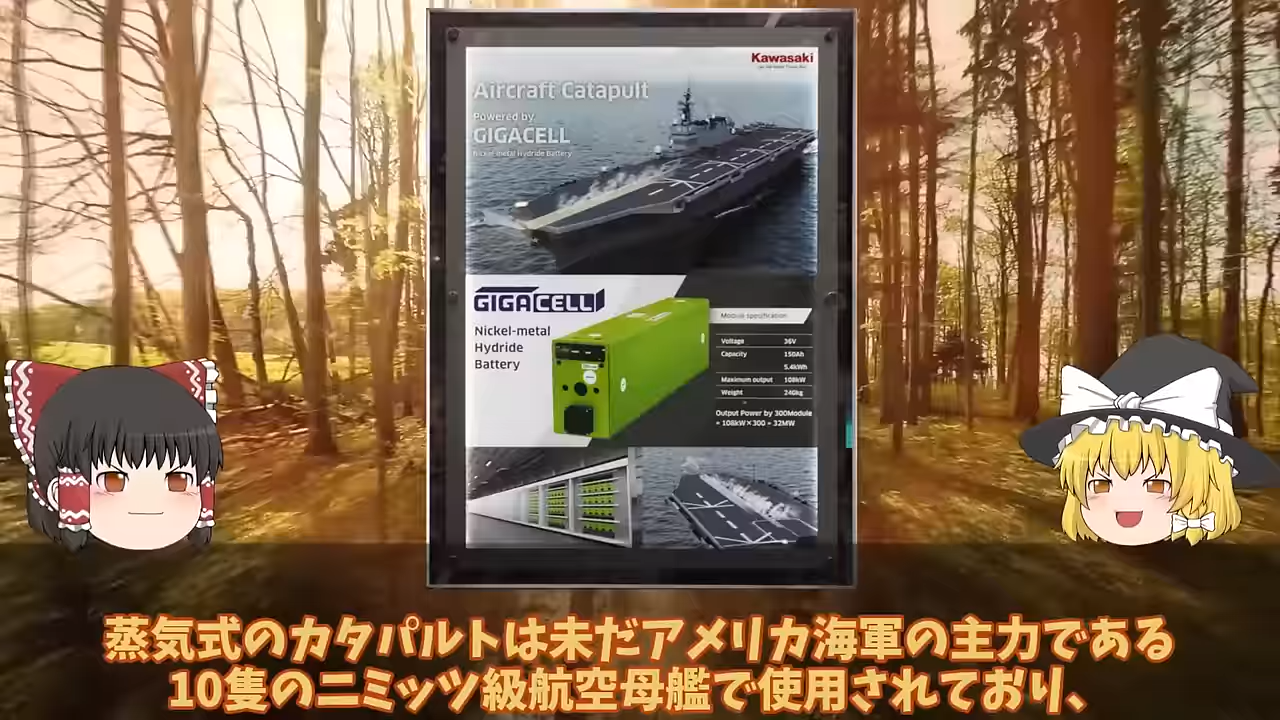 Kawasaki
Aircraft Catapult
Powered by
GIGACELL
Nickel-metal Hydride Battery
GIGACELL
Nickel-metal
Hydride
Battery
Module specification
Voltage 36V
Capacity 150Ah
5.4kWh
Maximum output 108kW
Weight 240kg
Output Power by 300Module
= 108kW×300 = 32MW
蒸気式のカタパルトは未だアメリカ海軍の主力である
10隻のニミッツ級航空母艦で使用されており、